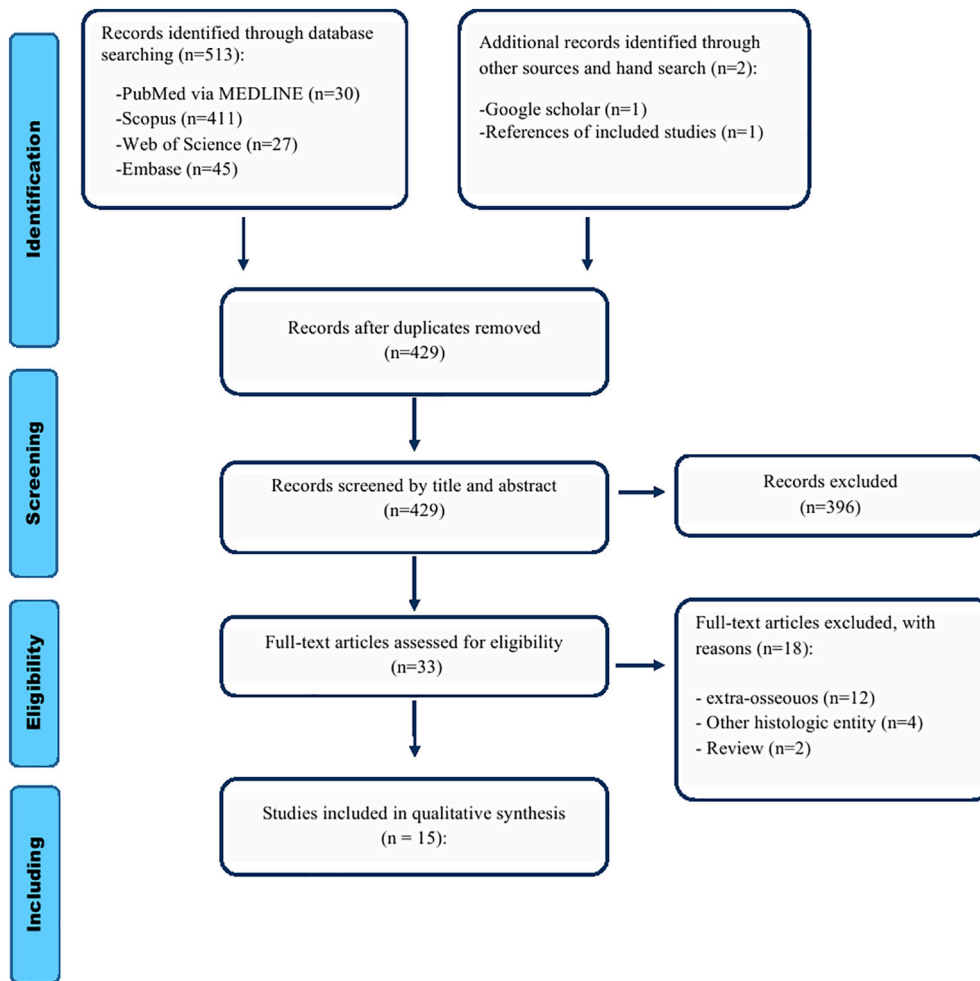 Identification
Records identified through database
searching (n=513):
-PubMed via MEDLINE (n=30)
-Scopus (n=411)
-Web of Science (n=27)
-Embase (n=45)
Additional records identified through
other sources and hand search (n=2):
-Google scholar (n=1)
-References of included studies (n=1)
Records after duplicates removed
(n=429)
Screening
Records screened by title and abstract
(n=429)
Records excluded
(n=396)
Eligibility
Full-text articles assessed for eligibility
(n=33)
Full-text articles excluded, with
reasons (n=18):
- extra-osseouos (n=12)
- Other histologic entity (n=4)
- Review (n=2)
Including
Studies included in qualitative synthesis
(n = 15):